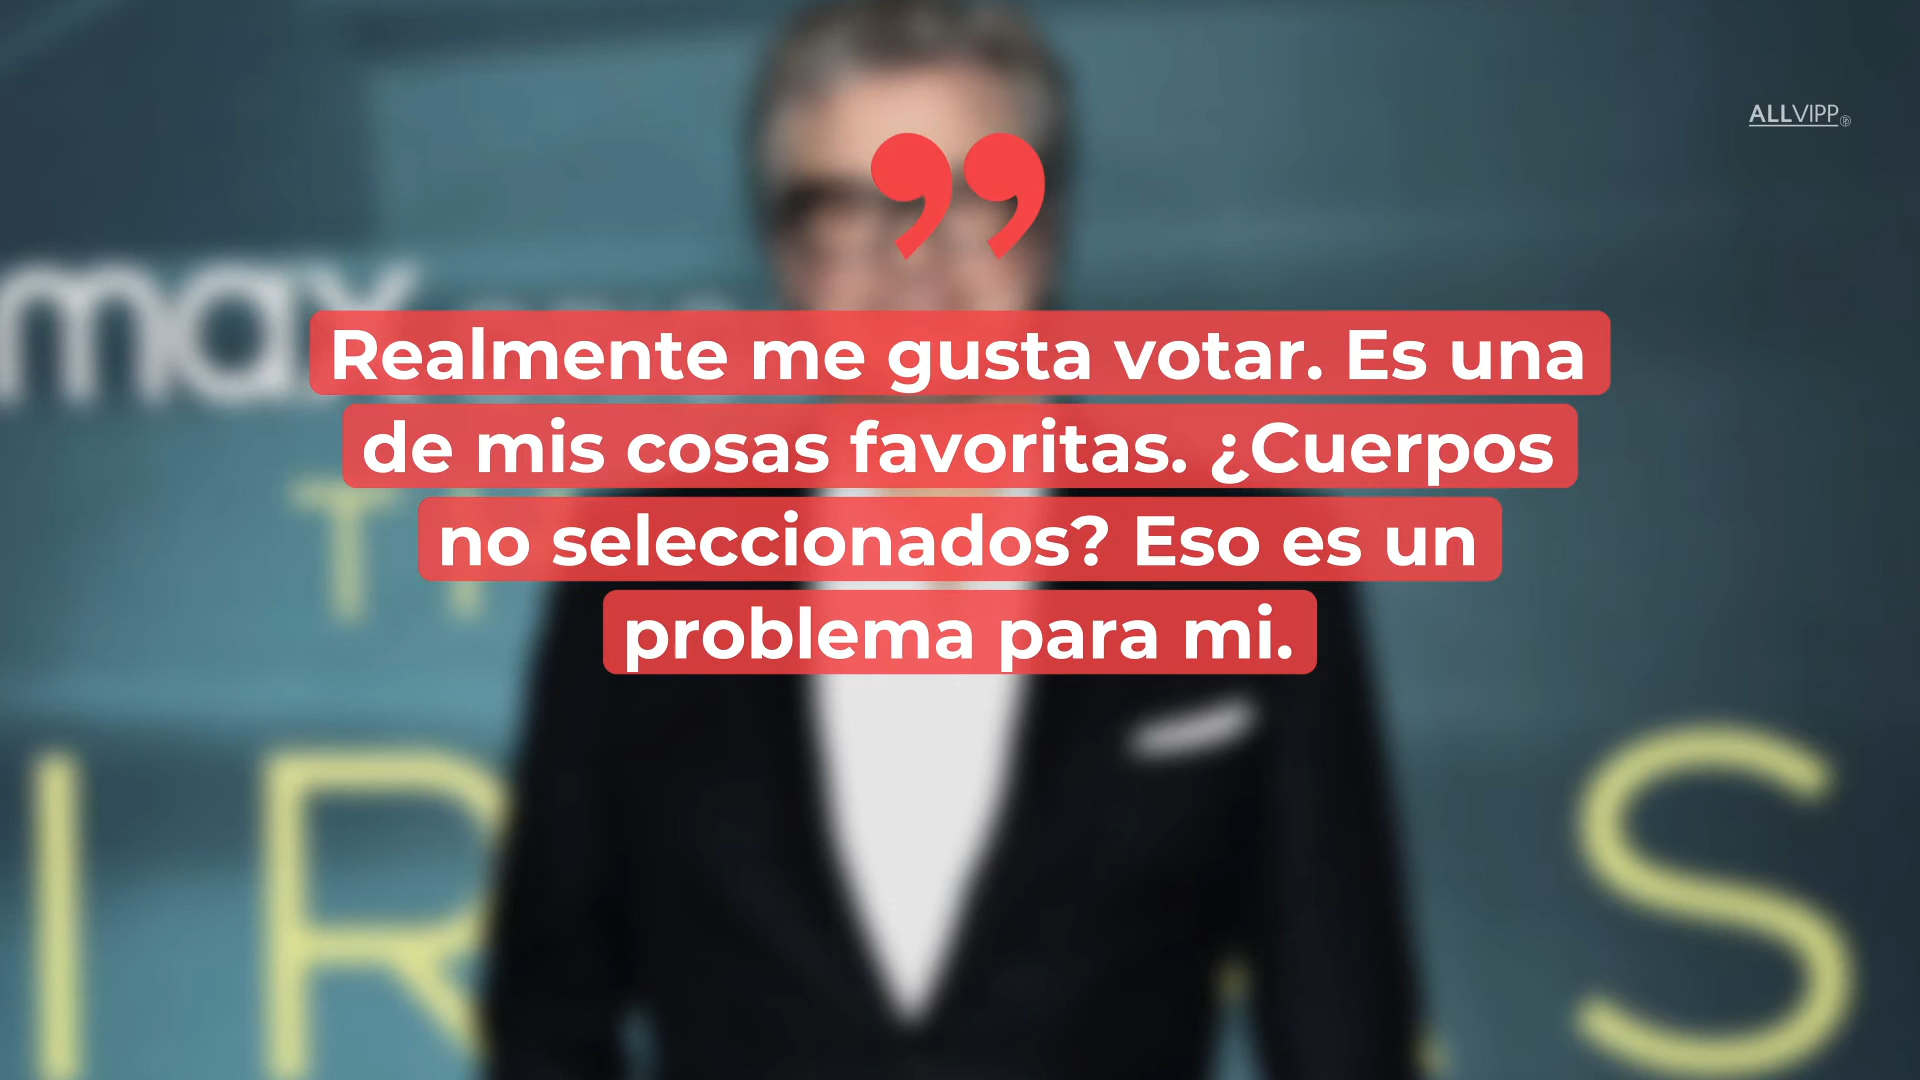 ALLVIPP
max
”
Realmente me gusta votar. Es una
de mis cosas favoritas. ¿Cuerpos
no seleccionados? Eso es un
problema para mi.
T
I R S